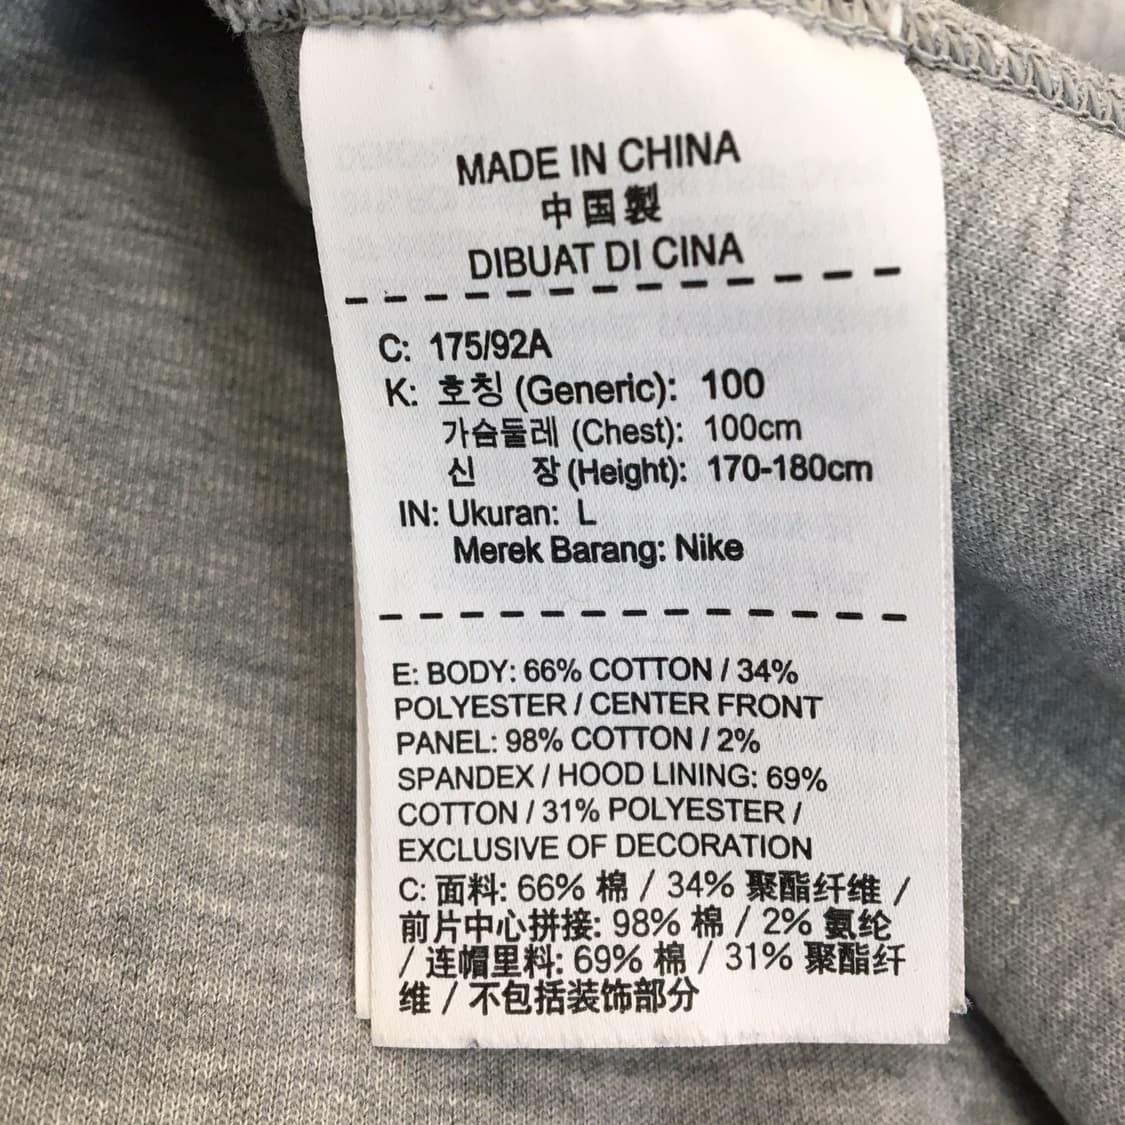 MADE IN CHINA
中国製
DIBUAT DI CINA
C: 175/92A
K: 호칭 (Generic): 100
가슴둘레 (Chest): 100cm
신 장 (Height): 170-180cm
IN: Ukuran: L
Merek Barang: Nike
E: BODY: 66% COTTON / 34%
POLYESTER / CENTER FRONT
PANEL: 98% COTTON / 2%
SPANDEX / HOOD LINING: 69%
COTTON / 31% POLYESTER /
EXCLUSIVE OF DECORATION
C: 面料: 66% 棉 / 34% 聚酯纤维 /
前片中心拼接: 98% 棉 / 2% 氨纶
/ 连帽里料: 69% 棉 / 31% 聚酯纤
维 / 不包括装饰部分